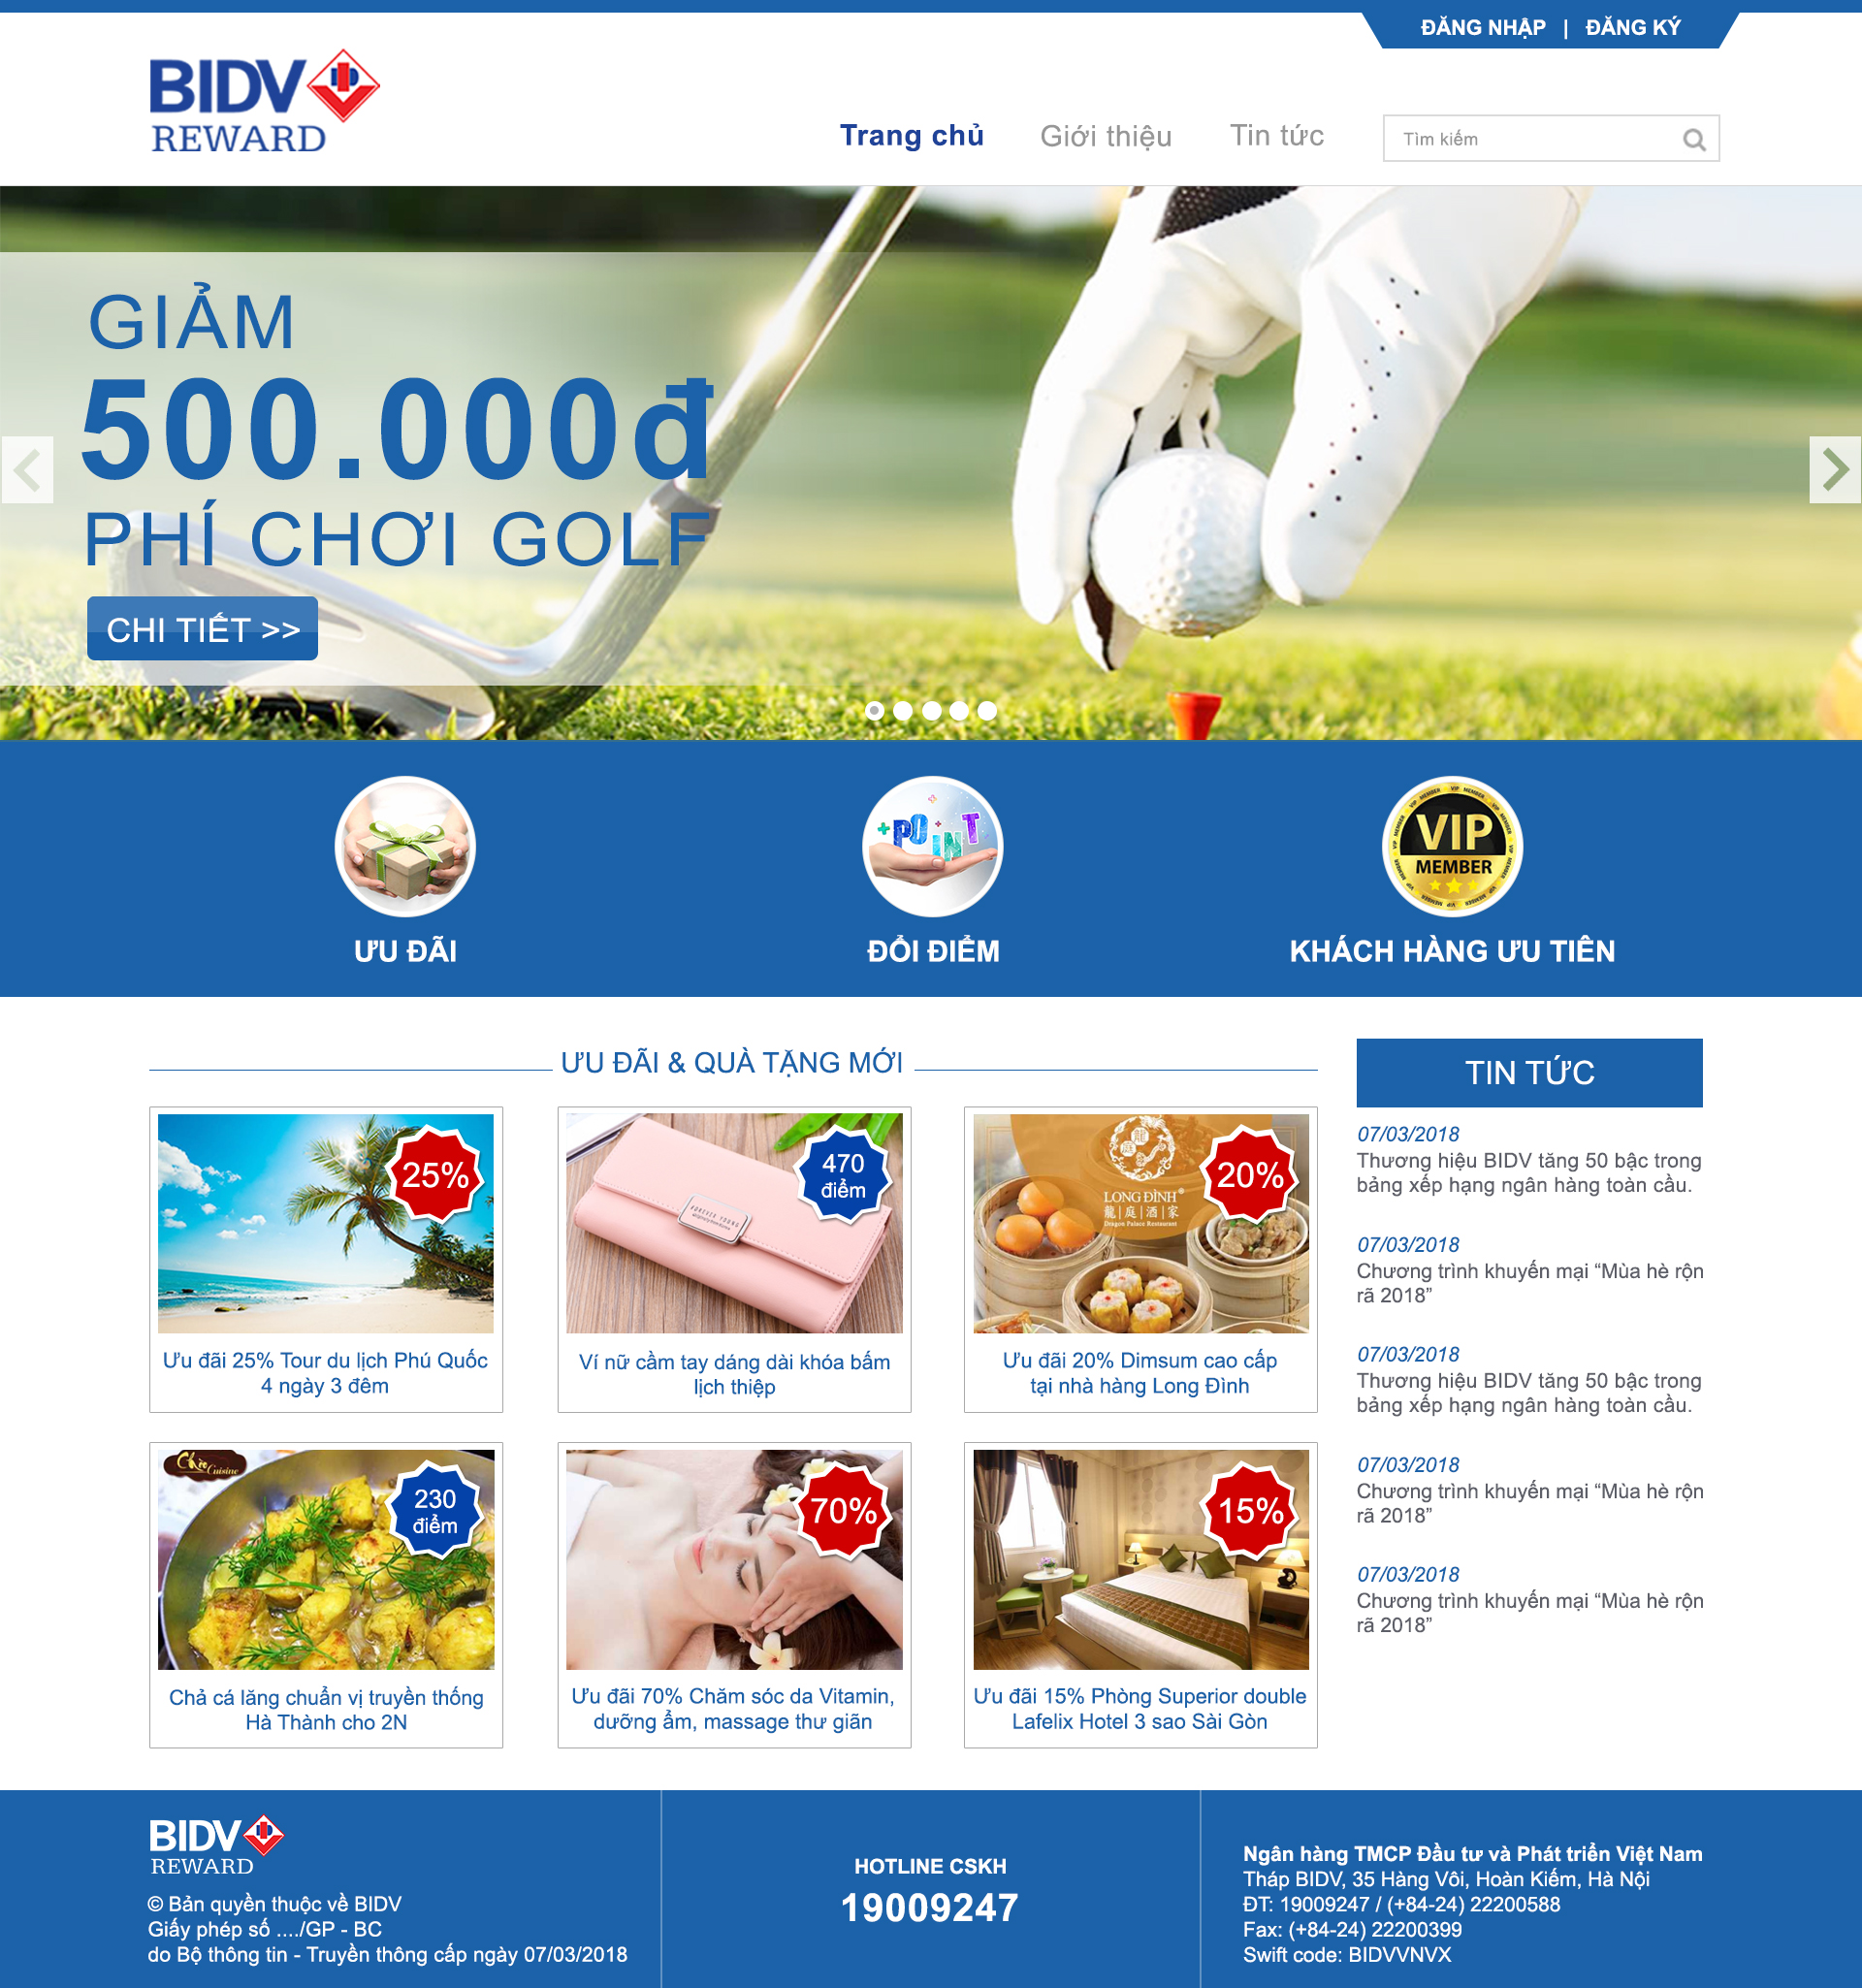 ĐĂNG NHẬP | ĐĂNG KÝ
BIDV
REWARD
Trang chủ
Giới thiệu
Tin tức
Tìm kiếm
GIẢM
500.000đ
PHÍ CHƠI GOLF
CHI TIẾT >>
POINT
VIP
MEMBER
ƯU ĐÃI
ĐỔI ĐIỂM
KHÁCH HÀNG ƯU TIÊN
ƯU ĐÃI & QUÀ TẶNG MỚI
25%
Ưu đãi 25% Tour du lịch Phú Quốc
4 ngày 3 đêm
470
điểm
FOREVER YOUNG
Ví nữ cầm tay dáng dài khóa bấm
lịch thiệp
20%
LONG ĐÌNH
龍庭酒家
Dragon Palace Restaurant
Ưu đãi 20% Dimsum cao cấp
tại nhà hàng Long Đình
Cuisine
230
điểm
Chả cá lăng chuẩn vị truyền thống
Hà Thành cho 2N
70%
Ưu đãi 70% Chăm sóc da Vitamin,
dưỡng ẩm, massage thư giãn
15%
Ưu đãi 15% Phòng Superior double
Lafelix Hotel 3 sao Sài Gòn
TIN TỨC
07/03/2018
Thương hiệu BIDV tăng 50 bậc trong
bảng xếp hạng ngân hàng toàn cầu.
07/03/2018
Chương trình khuyến mại “Mùa hè rộn
rã 2018”
07/03/2018
Thương hiệu BIDV tăng 50 bậc trong
bảng xếp hạng ngân hàng toàn cầu.
07/03/2018
Chương trình khuyến mại “Mùa hè rộn
rã 2018”
07/03/2018
Chương trình khuyến mại “Mùa hè rộn
rã 2018”
BIDV
REWARD
© Bản quyền thuộc về BIDV
Giấy phép số ..../GP - BC
do Bộ thông tin - Truyền thông cấp ngày 07/03/2018
HOTLINE CSKH
19009247
Ngân hàng TMCP Đầu tư và Phát triển Việt Nam
Tháp BIDV, 35 Hàng Vôi, Hoàn Kiếm, Hà Nội
ĐT: 19009247 / (+84-24) 22200588
Fax: (+84-24) 22200399
Swift code: BIDVVNVX